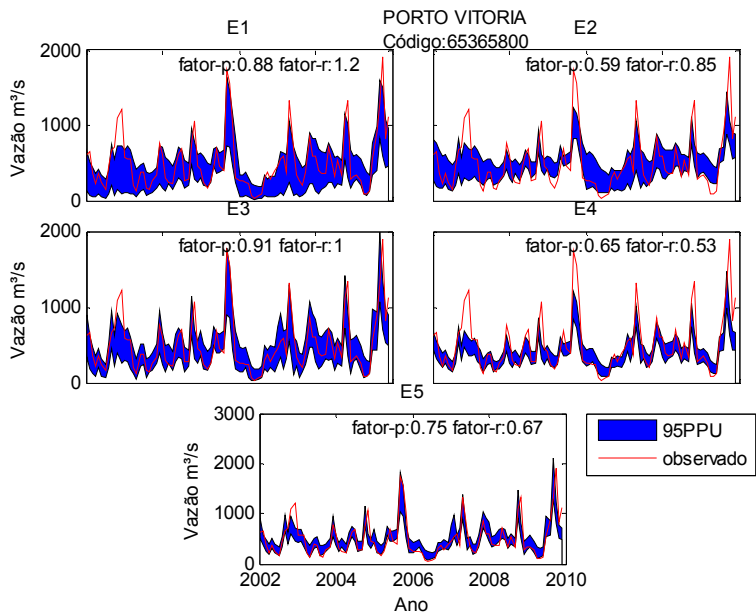 PORTO VITORIA
Código:65365800
E1
E2
fator-p:0.88 fator-r:1.2
fator-p:0.59 fator-r:0.85
2000
1000
0
Vazão m³/s
E3
E4
fator-p:0.91 fator-r:1
fator-p:0.65 fator-r:0.53
2000
1000
0
Vazão m³/s
E5
fator-p:0.75 fator-r:0.67
3000
2000
1000
0
Vazão m³/s
2002 2004 2006 2008 2010
Ano
95PPU
observado